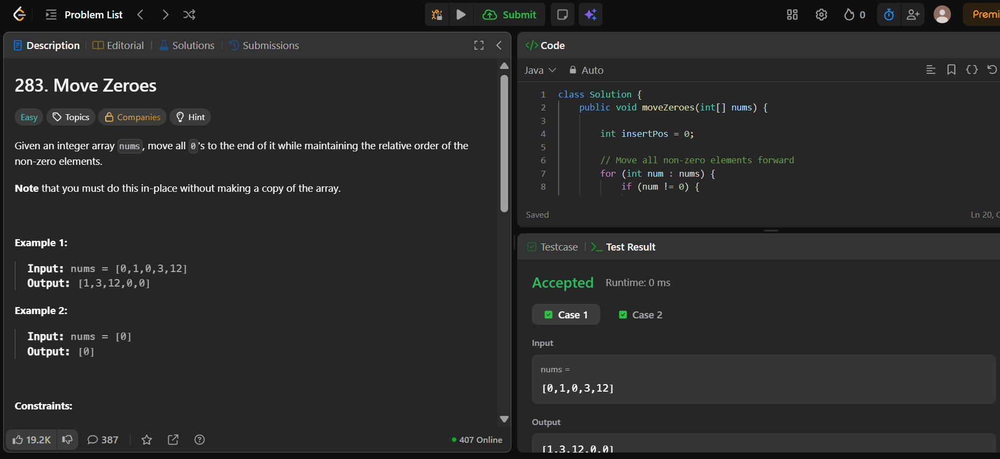 Problem List
Submit
0
Premi
Description
Editorial
Solutions
Submissions
283. Move Zeroes
Easy
Topics
Companies
Hint
Given an integer array nums, move all 0's to the end of it while maintaining the relative order of the
non-zero elements.
Note that you must do this in-place without making a copy of the array.
Example 1:
Input: nums = [0,1,0,3,12]
Output: [1,3,12,0,0]
Example 2:
Input: nums = [0]
Output: [0]
Constraints:
19.2K
387
407 Online
</> Code
Java
Auto
1 class Solution {
2 public void moveZeroes(int[] nums) {
3
4 int insertPos = 0;
5
6 // Move all non-zero elements forward
7 for (int num : nums) {
8 if (num != 0) {
Saved
Ln 20, C
Testcase
>_ Test Result
Accepted
Runtime: 0 ms
Case 1
Case 2
Input
nums =
[0,1,0,3,12]
Output
[1,3,12,0,0]